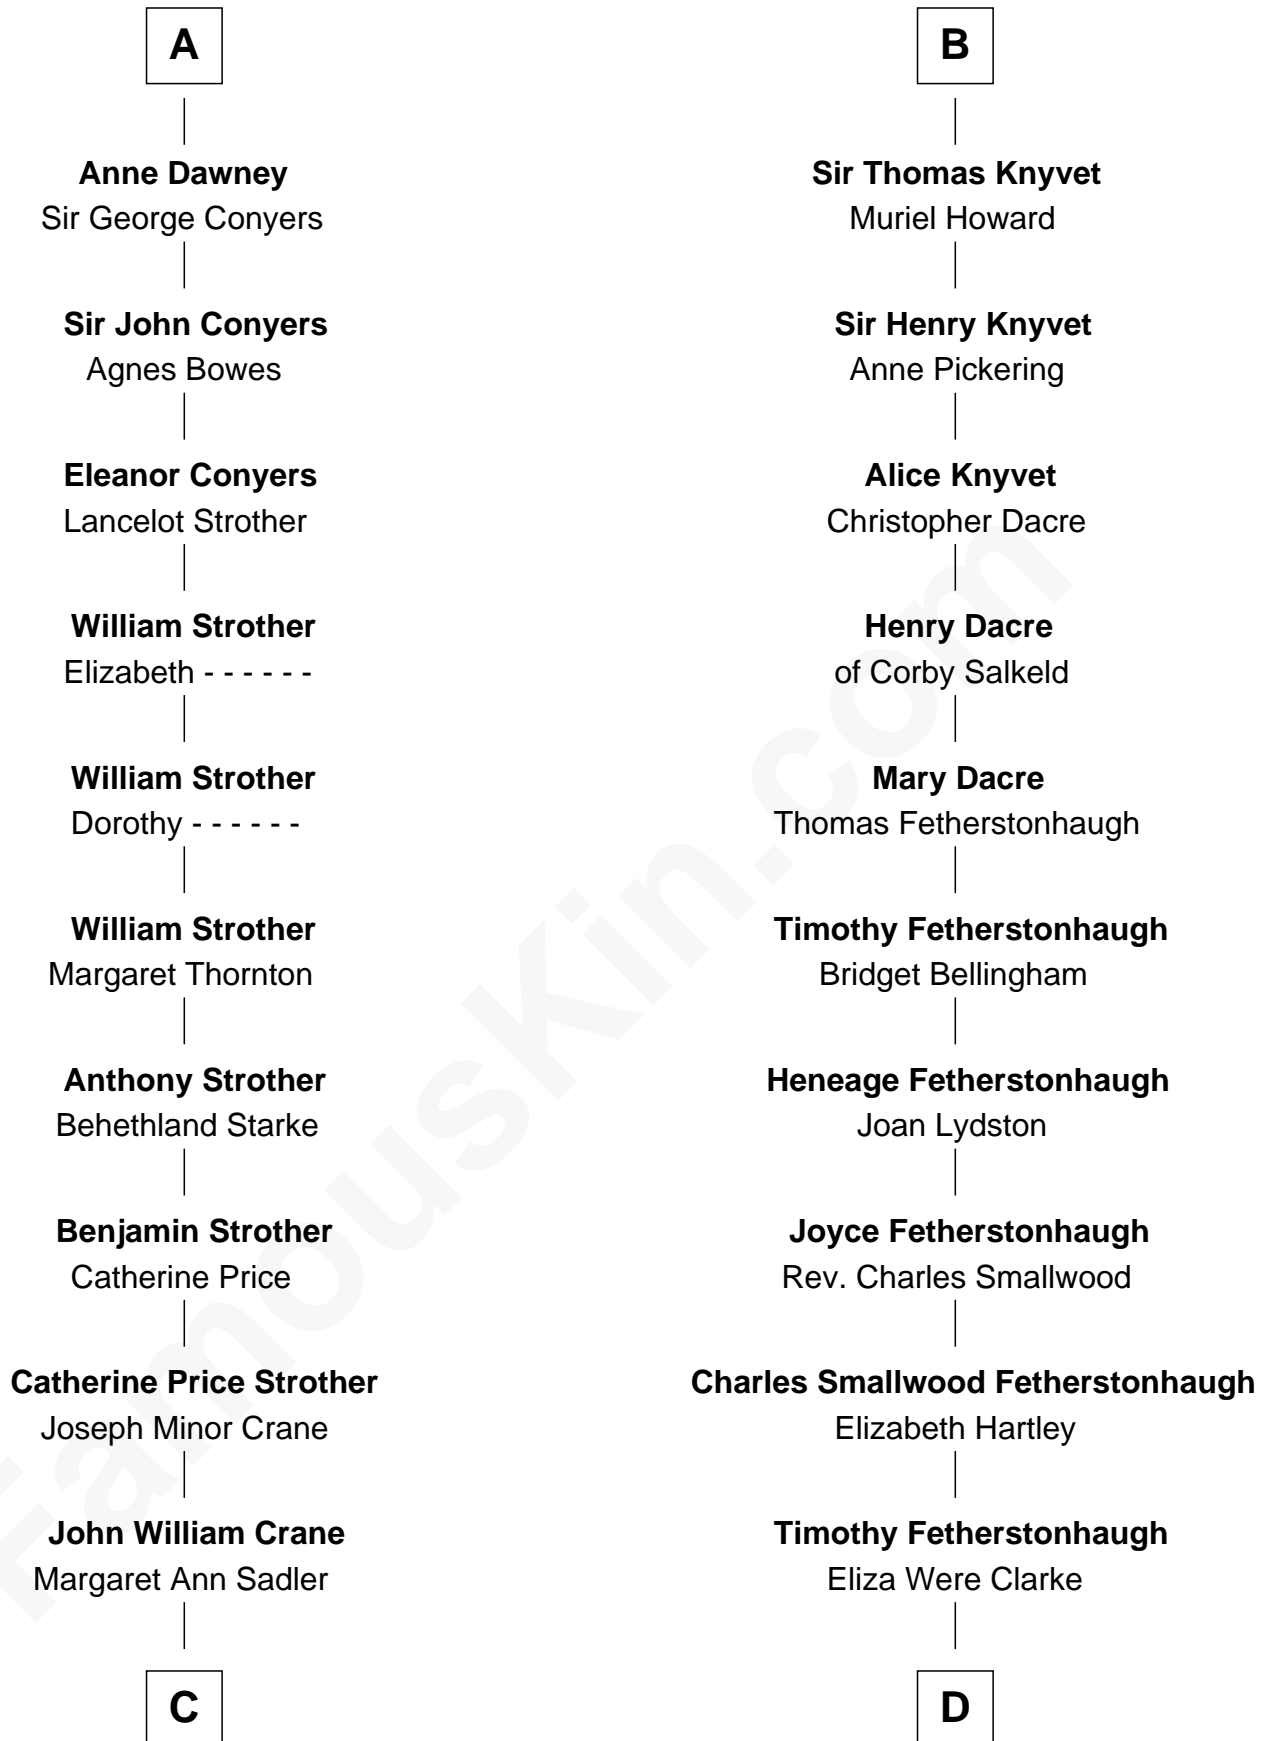 A
Anne Dawney
Sir George Conyers
Sir John Conyers
Agnes Bowes
Eleanor Conyers
Lancelot Strother
William Strother
Elizabeth - - - - - -
William Strother
Dorothy - - - - - -
William Strother
Margaret Thornton
Anthony Strother
Behethland Starke
Benjamin Strother
Catherine Price
Catherine Price Strother
Joseph Minor Crane
John William Crane
Margaret Ann Sadler
C
B
Sir Thomas Knyvet
Muriel Howard
Sir Henry Knyvet
Anne Pickering
Alice Knyvet
Christopher Dacre
Henry Dacre
of Corby Salkeld
Mary Dacre
Thomas Fetherstonhaugh
Timothy Fetherstonhaugh
Bridget Bellingham
Heneage Fetherstonhaugh
Joan Lydston
Joyce Fetherstonhaugh
Rev. Charles Smallwood
Charles Smallwood Fetherstonhaugh
Elizabeth Hartley
Timothy Fetherstonhaugh
Eliza Were Clarke
D
FamousKin.com